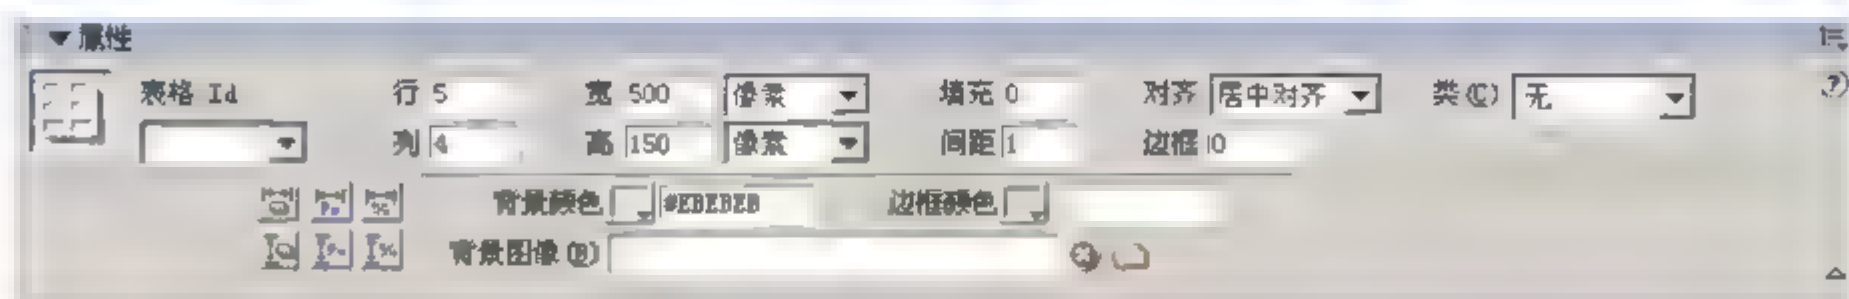 属性
表格 Id 行 5 宽 500 像素 填充 0 对齐 居中对齐 类(C) 无
列 4 高 150 像素 间距 1 边框 0
背景颜色 #EBEBEB 边框颜色
背景图像(B)